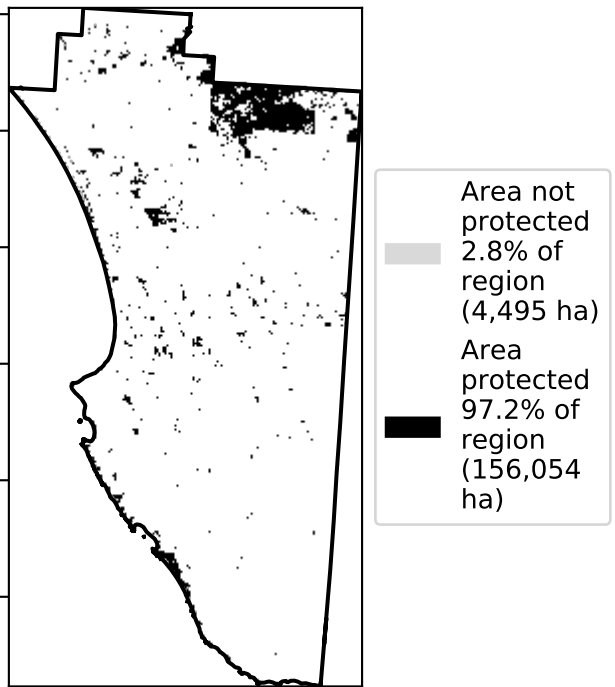 Area not
protected
2.8% of
region
(4,495 ha)
Area
protected
97.2% of
region
(156,054
ha)